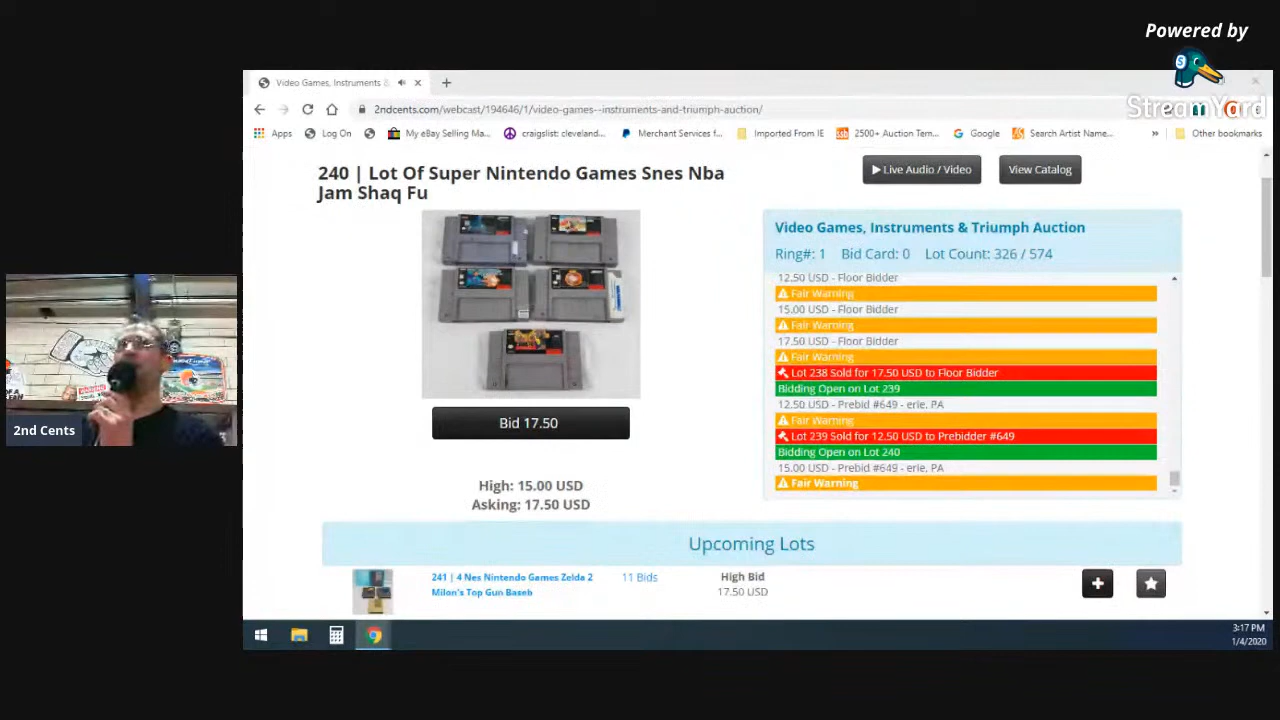 Powered by
StreamYard
Video Games, Instruments &
2ndcents.com/webcast/194646/1/video-games--instruments-and-triumph-auction/
Apps
Log On
My eBay Selling Ma...
craigslist: cleveland...
Merchant Services f...
Imported From IE
2500+ Auction Tem...
Google
Search Artist Name...
»
Other bookmarks
240 | Lot Of Super Nintendo Games Snes Nba
Jam Shaq Fu
Live Audio / Video
View Catalog
Video Games, Instruments & Triumph Auction
Ring#: 1 Bid Card: 0 Lot Count: 326 / 574
12.50 USD - Floor Bidder
Fair Warning
15.00 USD - Floor Bidder
Fair Warning
17.50 USD - Floor Bidder
Fair Warning
Lot 238 Sold for 17.50 USD to Floor Bidder
Bidding Open on Lot 239
12.50 USD - Prebid #649 - erie, PA
Fair Warning
Lot 239 Sold for 12.50 USD to Prebidder #649
Bidding Open on Lot 240
15.00 USD - Prebid #649 - erie, PA
Fair Warning
Bid 17.50
High: 15.00 USD
Asking: 17.50 USD
2nd Cents
Upcoming Lots
241 | 4 Nes Nintendo Games Zelda 2
Milon's Top Gun Baseb
11 Bids
High Bid
17.50 USD
3:17 PM
1/4/2020